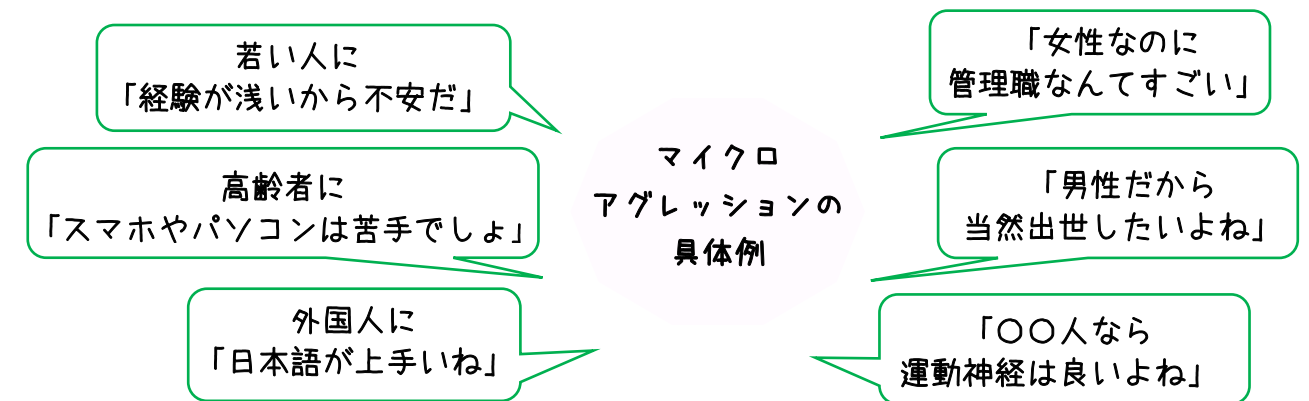 若い人に
「経験が浅いから不安だ」
高齢者に
「スマホやパソコンは苦手でしょ」
外国人に
「日本語が上手いね」
マイクロ
アグレッションの
具体例
「女性なのに
管理職なんてすごい」
「男性だから
当然出世したいよね」
「〇〇人なら
運動神経は良いよね」